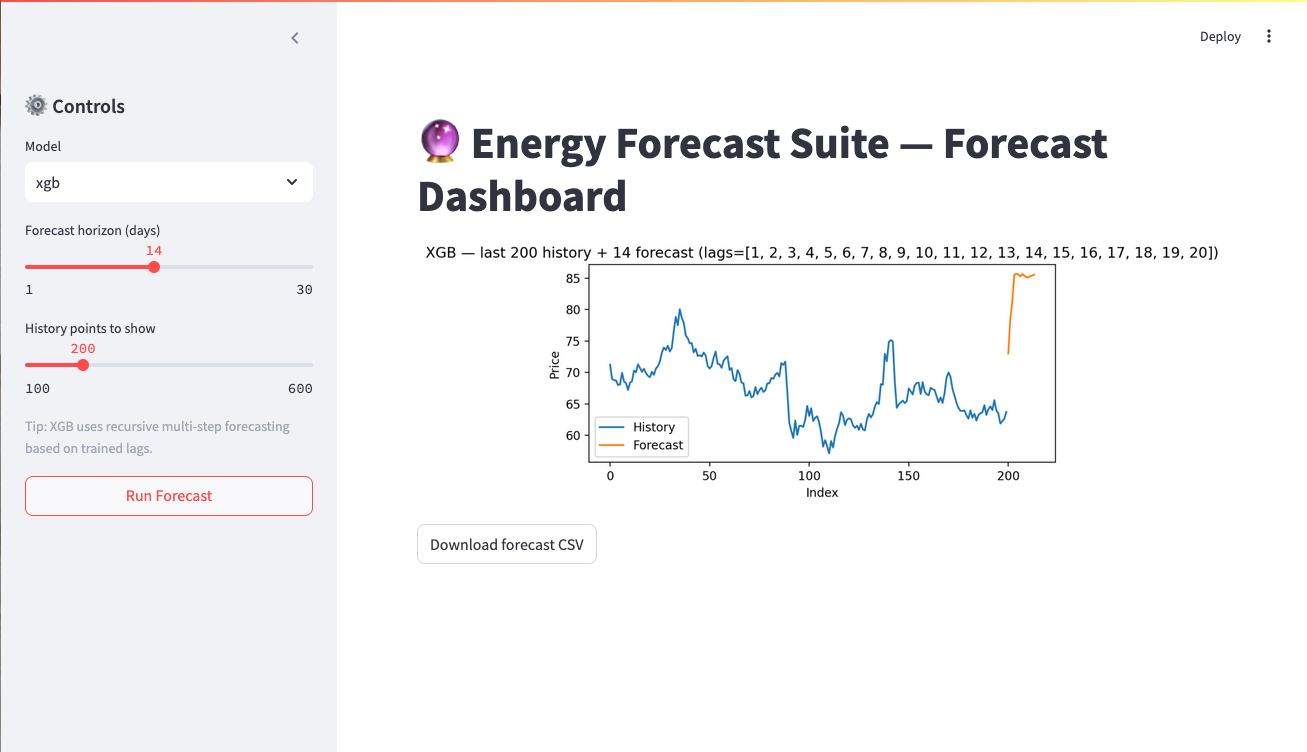 Deploy
Controls
Model
xgb
Forecast horizon (days)
14
1 30
History points to show
200
100 600
Tip: XGB uses recursive multi-step forecasting
based on trained lags.
Run Forecast
Energy Forecast Suite — Forecast
Dashboard
XGB — last 200 history + 14 forecast (lags=[1, 2, 3, 4, 5, 6, 7, 8, 9, 10, 11, 12, 13, 14, 15, 16, 17, 18, 19, 20])
85
80
75
70
65
60
Price
History
Forecast
0 50 100 150 200
Index
Download forecast CSV